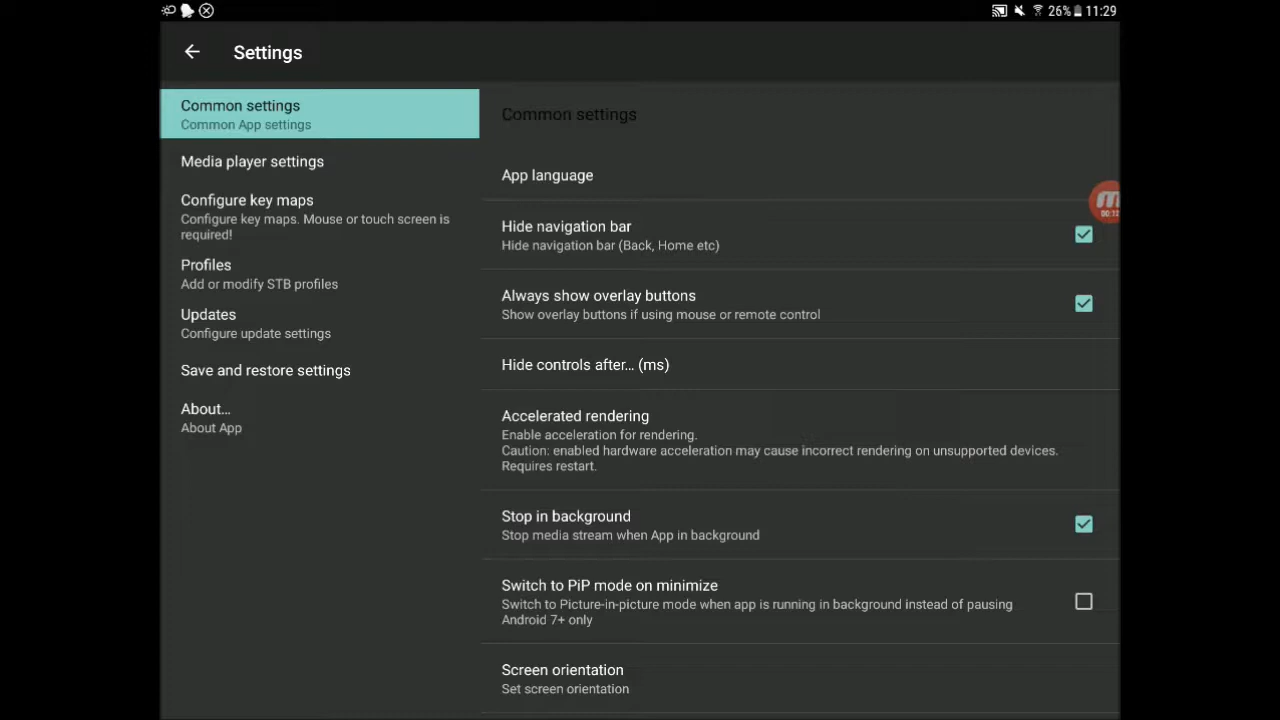 26% 11:29
Settings
Common settings
Common App settings
Media player settings
Configure key maps
Configure key maps. Mouse or touch screen is
required!
Profiles
Add or modify STB profiles
Updates
Configure update settings
Save and restore settings
About...
About App
Common settings
App language
Hide navigation bar
Hide navigation bar (Back, Home etc)
Always show overlay buttons
Show overlay buttons if using mouse or remote control
Hide controls after... (ms)
Accelerated rendering
Enable acceleration for rendering.
Caution: enabled hardware acceleration may cause incorrect rendering on unsupported devices.
Requires restart.
Stop in background
Stop media stream when App in background
Switch to PiP mode on minimize
Switch to Picture-in-picture mode when app is running in background instead of pausing
Android 7+ only
Screen orientation
Set screen orientation